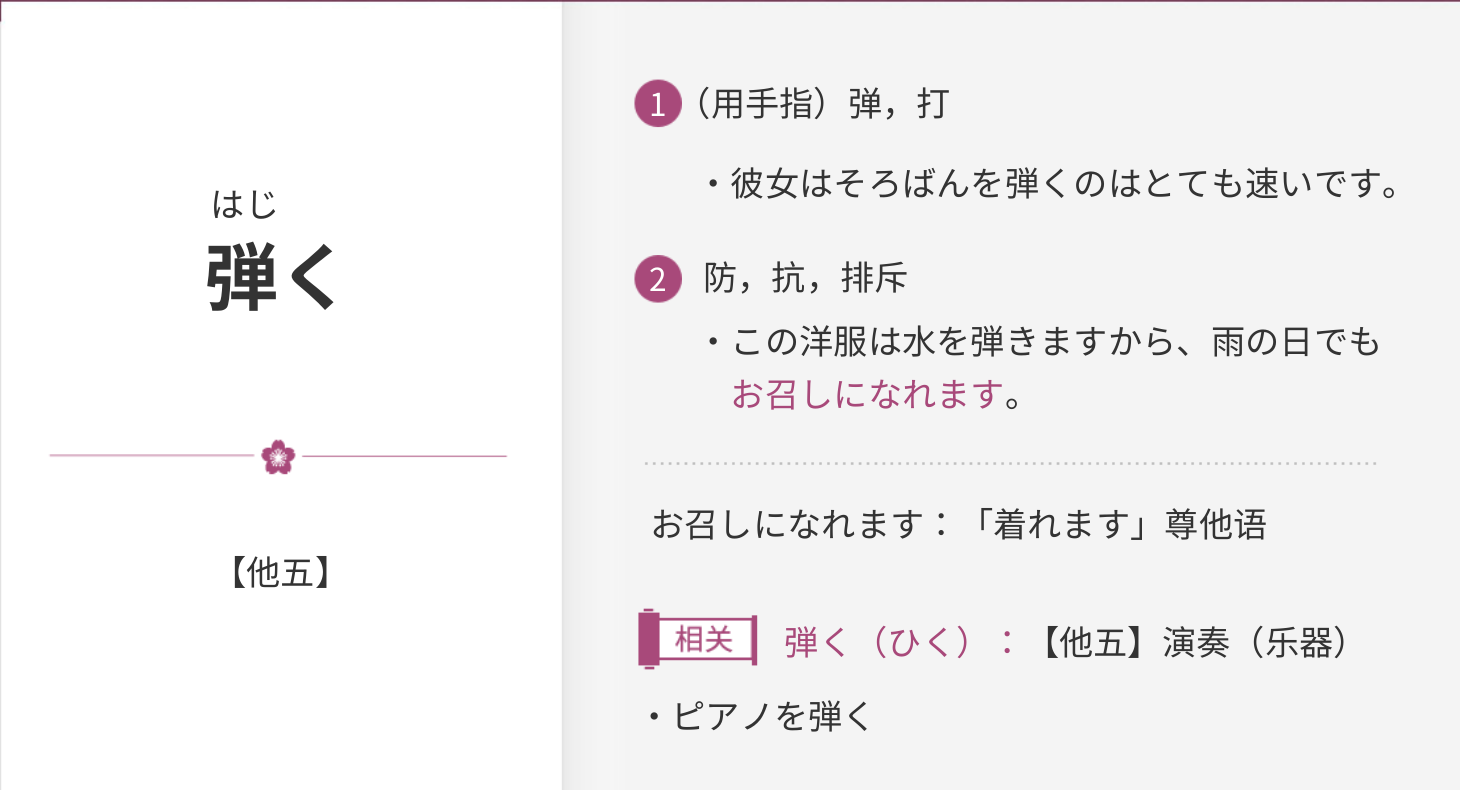 はじ
弾く
【他五】
1（用手指）弹，打
・彼女はそろばんを弾くのはとても速いです。
2 防，抗，排斥
・この洋服は水を弾きますから、雨の日でも
お召しになれます。
お召しになれます：「着れます」尊他语
相关 弾く（ひく）：【他五】演奏（乐器）
・ピアノを弾く